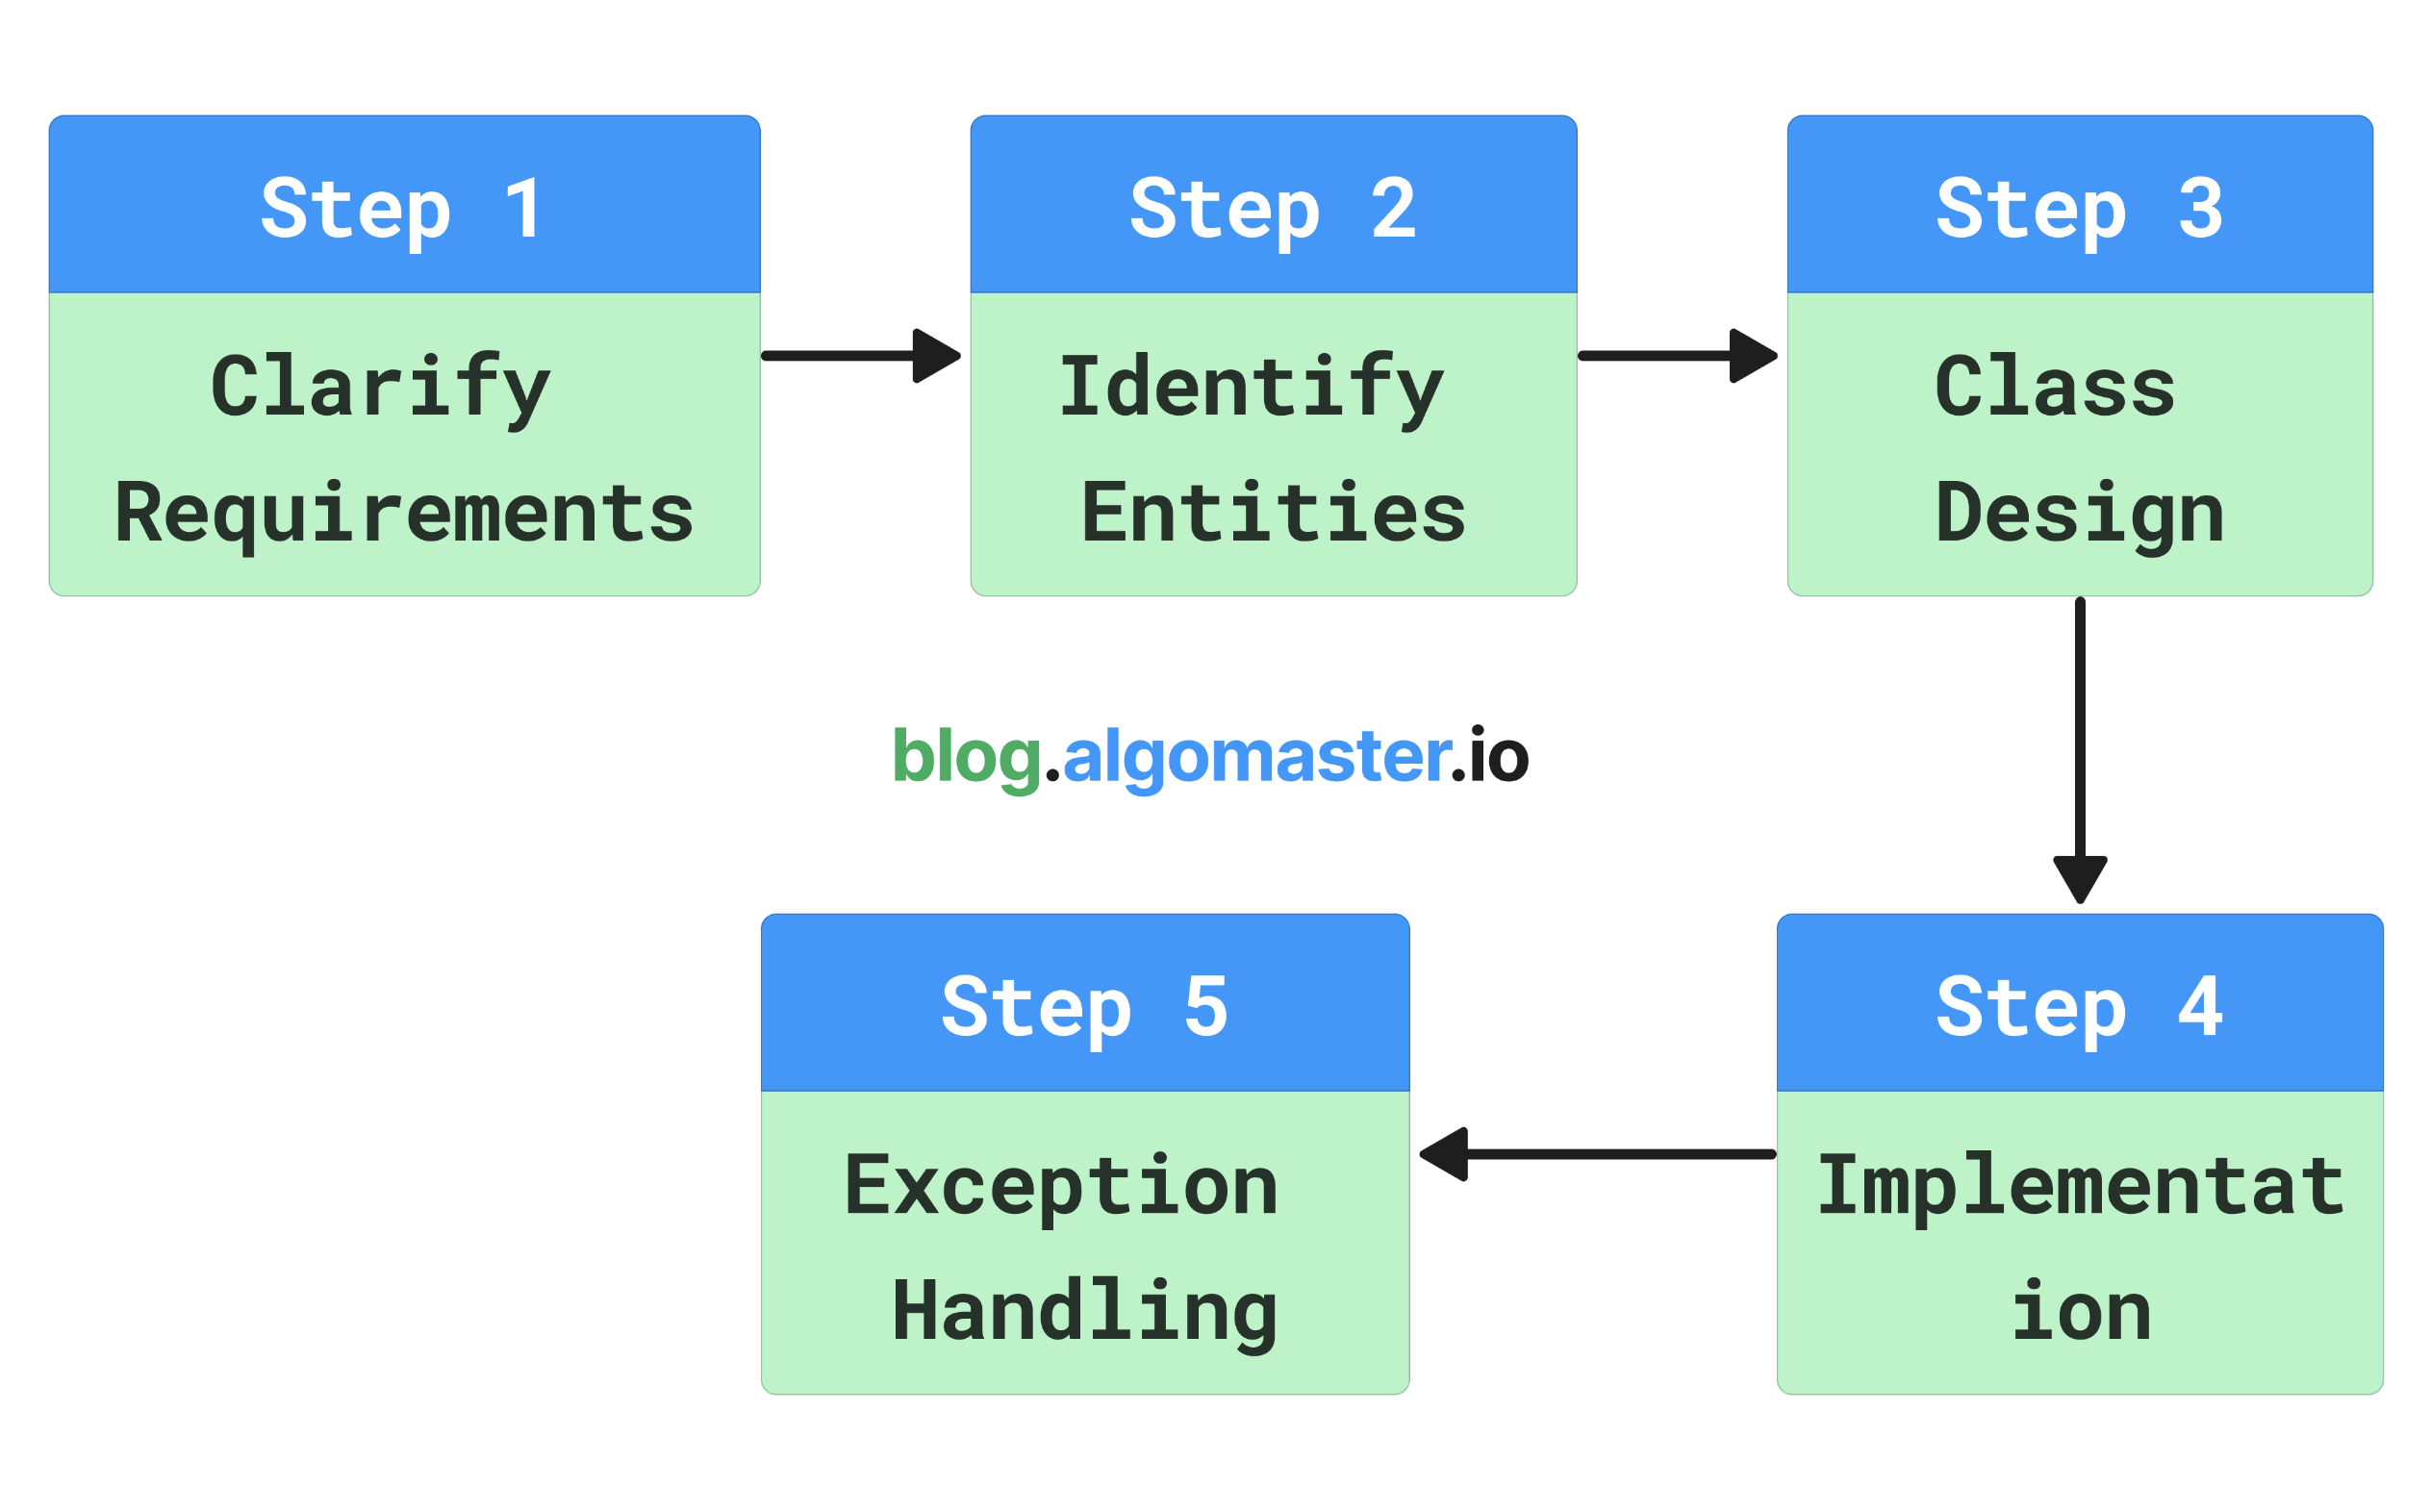 Step 1
Clarify
Requirements
Step 2
Identify
Entities
Step 3
Class
Design
blog.algomaster.io
Step 4
Implementat
ion
Step 5
Exception
Handling